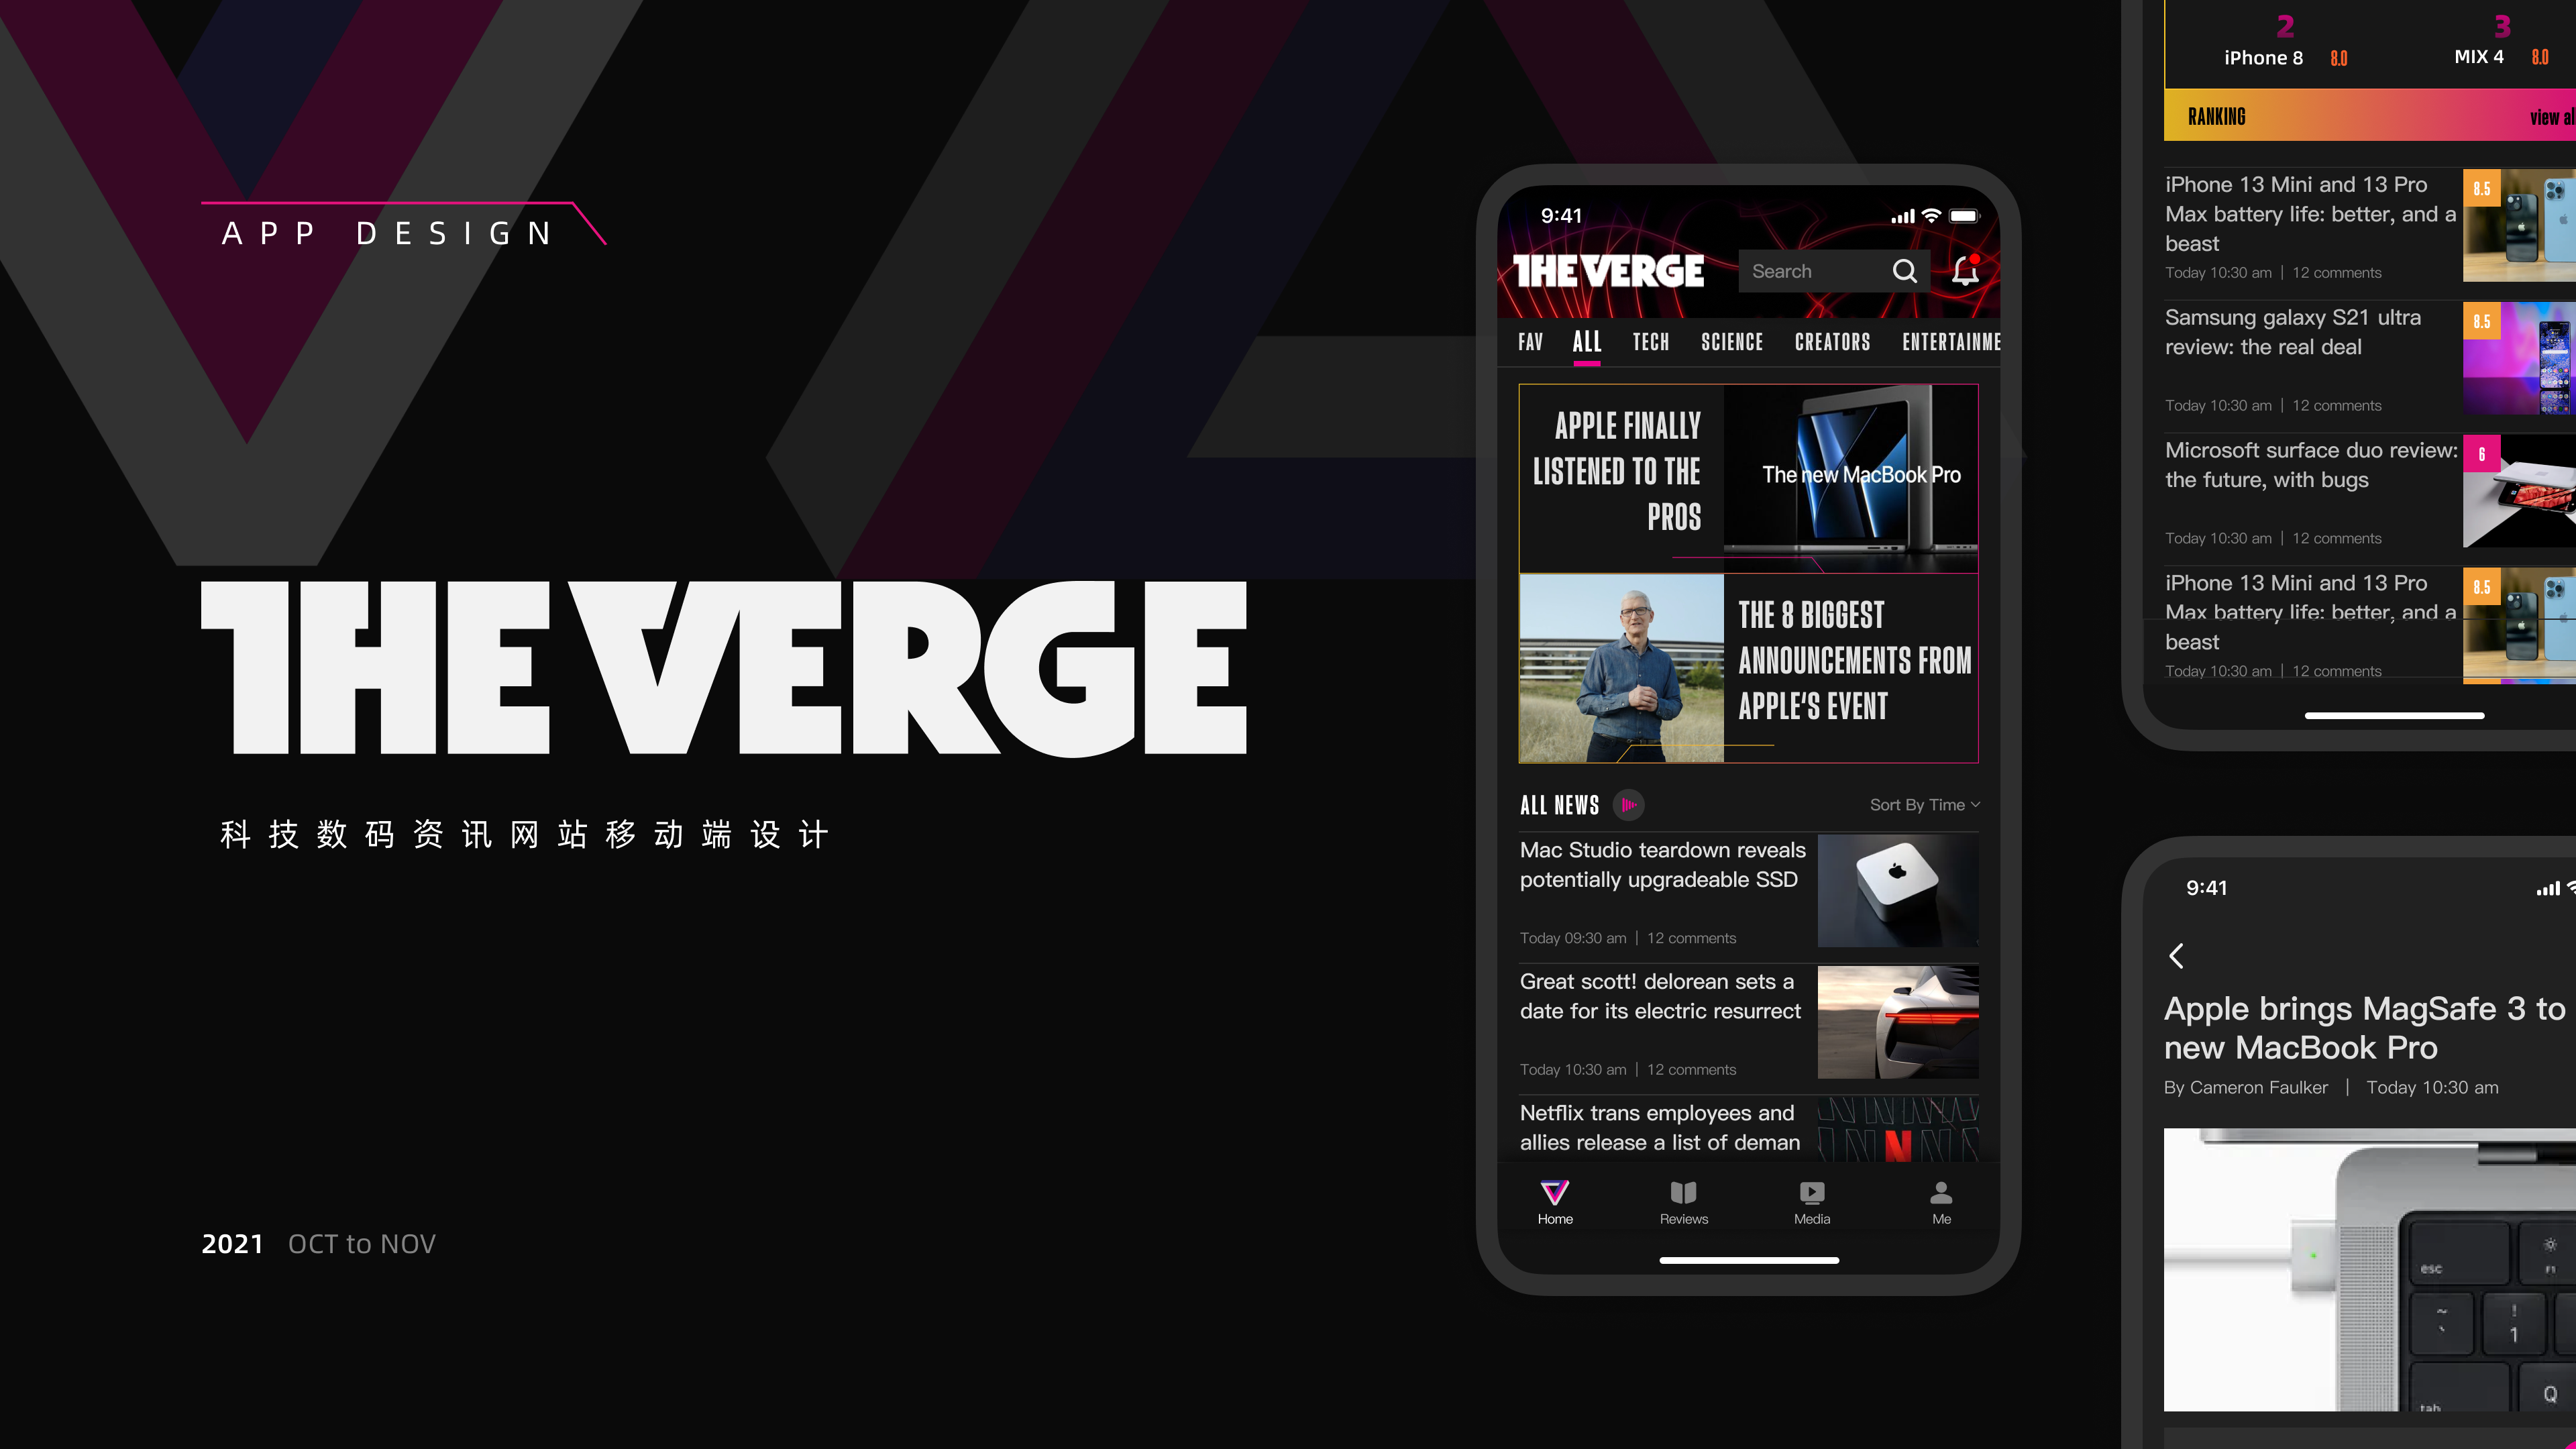 APP DESIGN
THE VERGE
科技数码资讯网站移动端设计
2021 OCT to NOV
9:41
THE VERGE
Search
FAV ALL TECH SCIENCE CREATORS ENTERTAINME
APPLE FINALLY
LISTENED TO THE
PROS
The new MacBook Pro
THE 8 BIGGEST
ANNOUNCEMENTS FROM
APPLE'S EVENT
ALL NEWS
Sort By Time
Mac Studio teardown reveals
potentially upgradeable SSD
Today 09:30 am | 12 comments
Great scott! delorean sets a
date for its electric resurrect
Today 10:30 am | 12 comments
Netflix trans employees and
allies release a list of deman
N
Home Reviews Media Me
2 3
iPhone 8 8.0 MIX 4 8.0
RANKING view al
iPhone 13 Mini and 13 Pro
Max battery life: better, and a
beast
Today 10:30 am | 12 comments
8.5
Samsung galaxy S21 ultra
review: the real deal
Today 10:30 am | 12 comments
8.5
Microsoft surface duo review:
the future, with bugs
Today 10:30 am | 12 comments
6
iPhone 13 Mini and 13 Pro
Max battery life: better, and a
beast
Today 10:30 am | 12 comments
8.5
9:41
Apple brings MagSafe 3 to
new MacBook Pro
By Cameron Faulker | Today 10:30 am
esc F1
~ !
` 1
tab Q